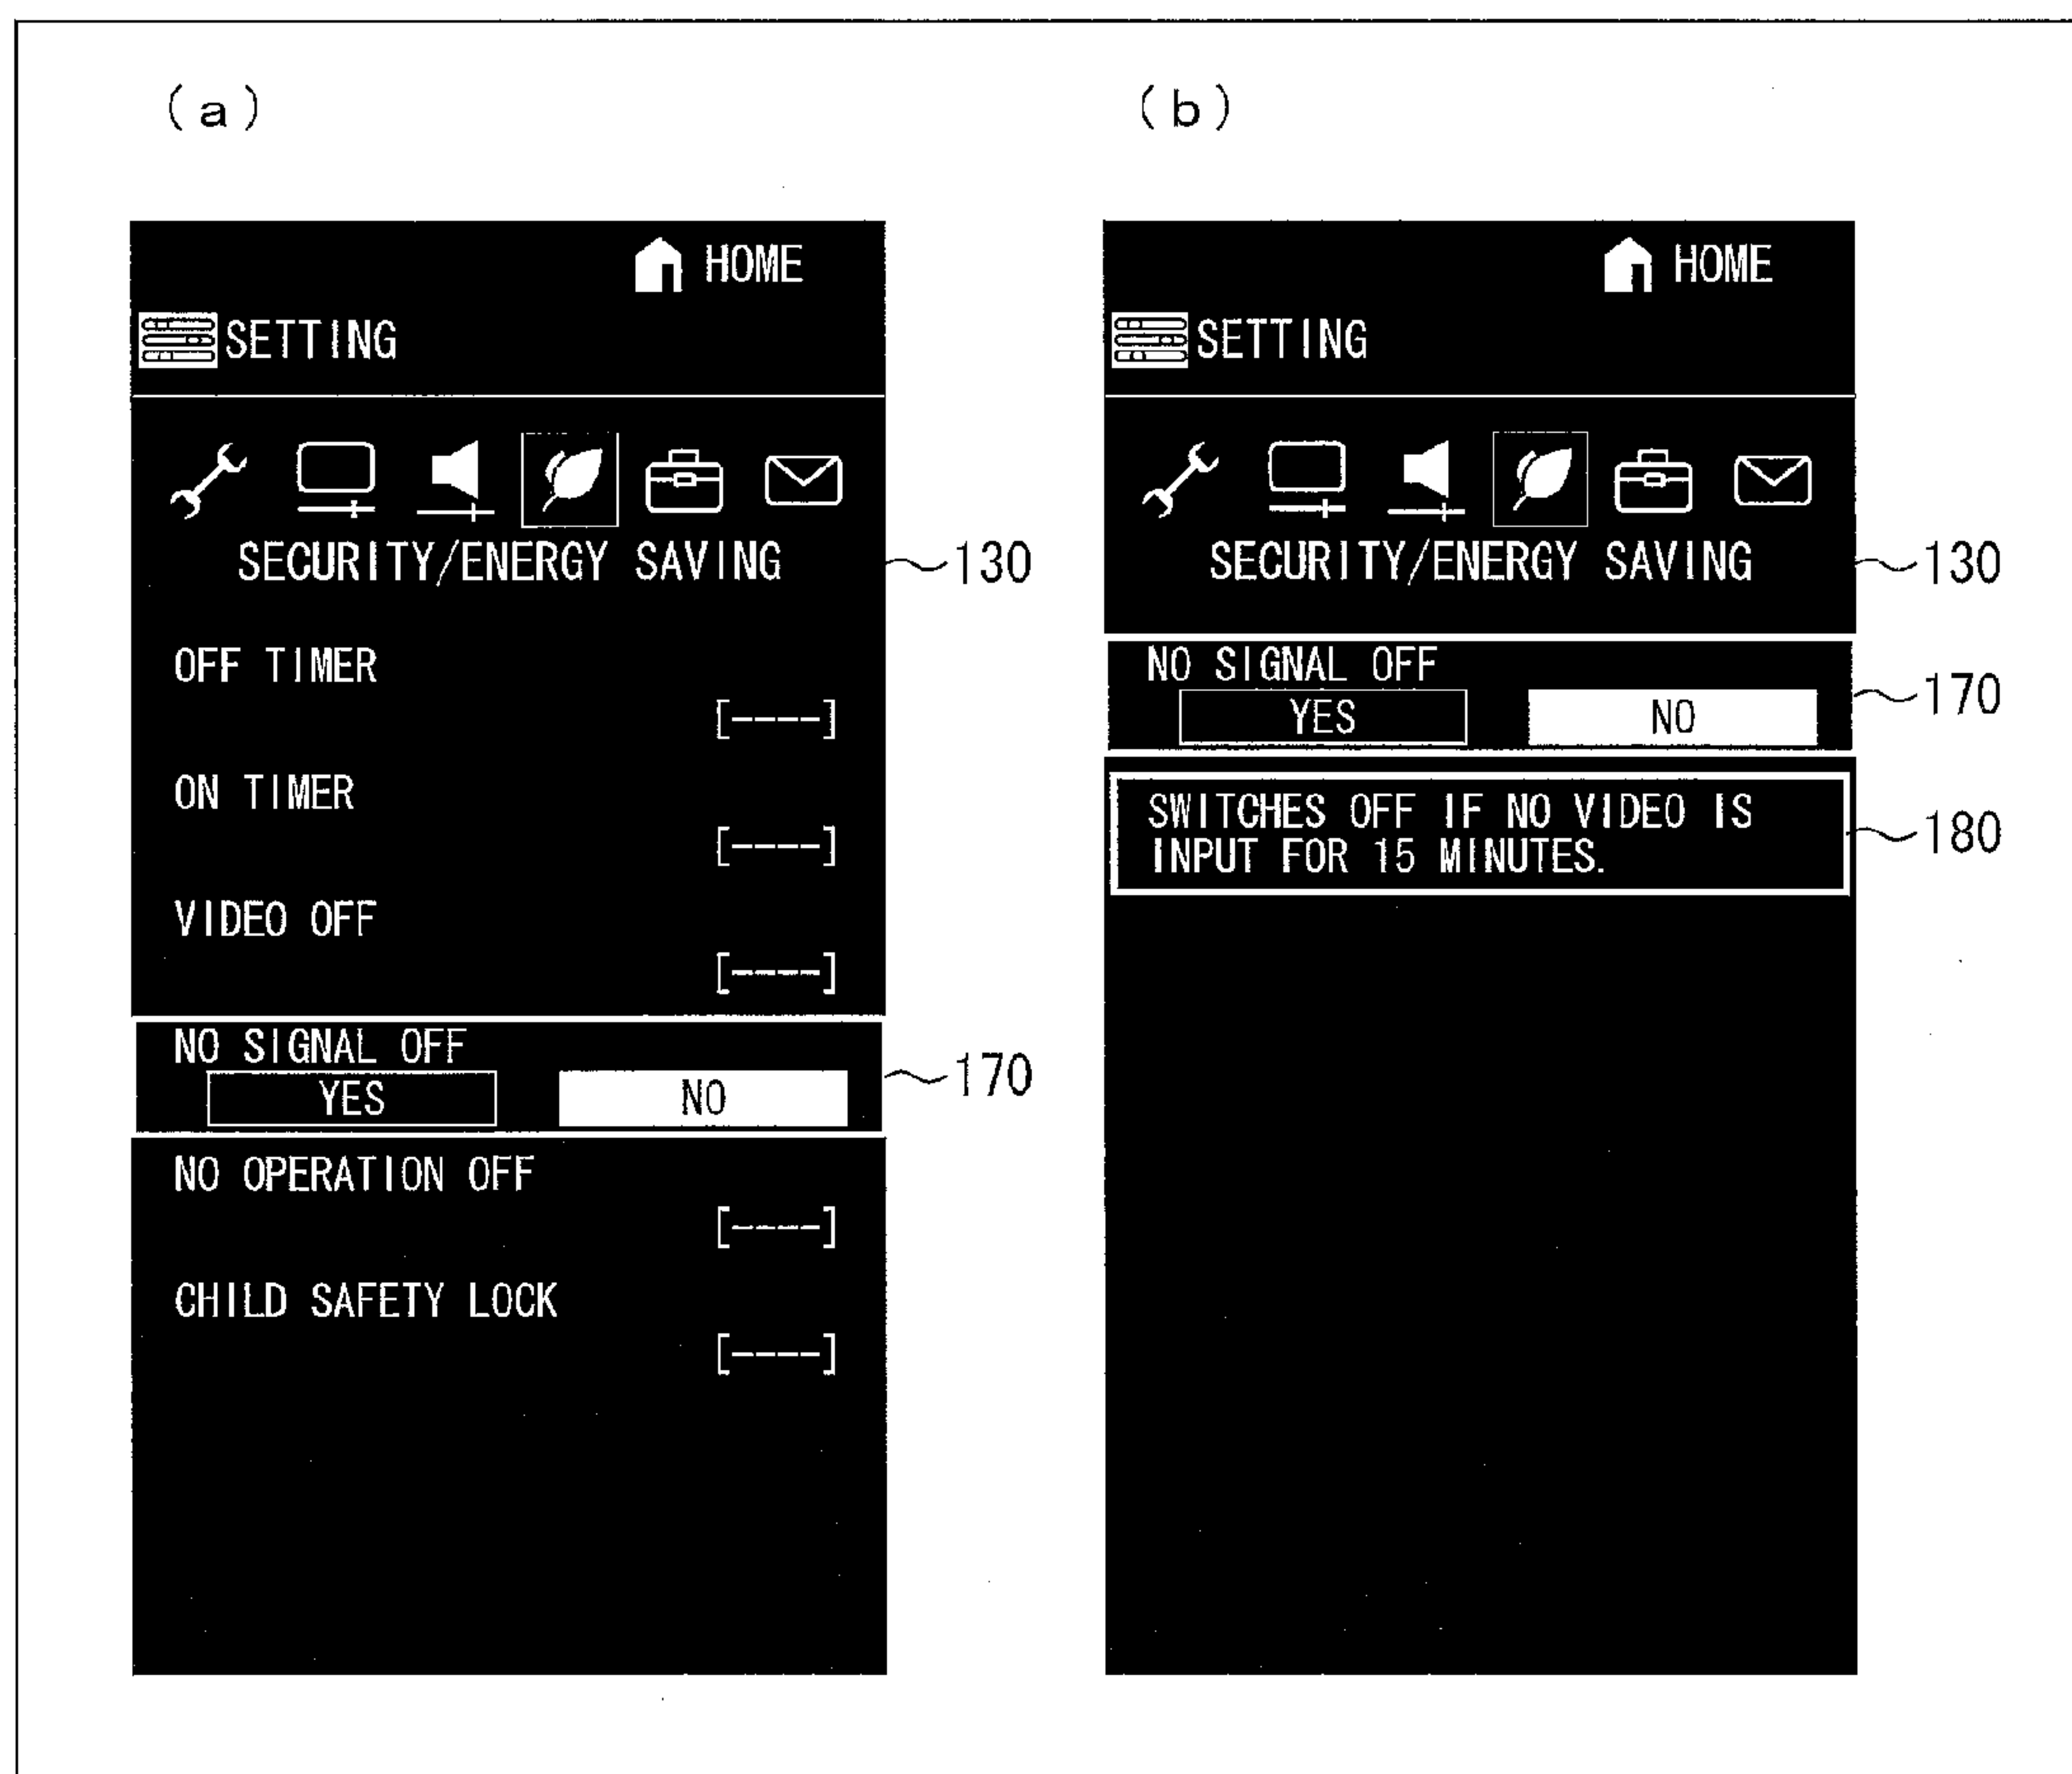 (a)
HOME
SETTING
SECURITY/ENERGY SAVING
130
OFF TIMER
[----]
ON TIMER
[----]
VIDEO OFF
[----]
NO SIGNAL OFF
YES NO
170
NO OPERATION OFF
[----]
CHILD SAFETY LOCK
[----]
(b)
HOME
SETTING
SECURITY/ENERGY SAVING
130
NO SIGNAL OFF
YES NO
170
SWITCHES OFF IF NO VIDEO IS
INPUT FOR 15 MINUTES.
180